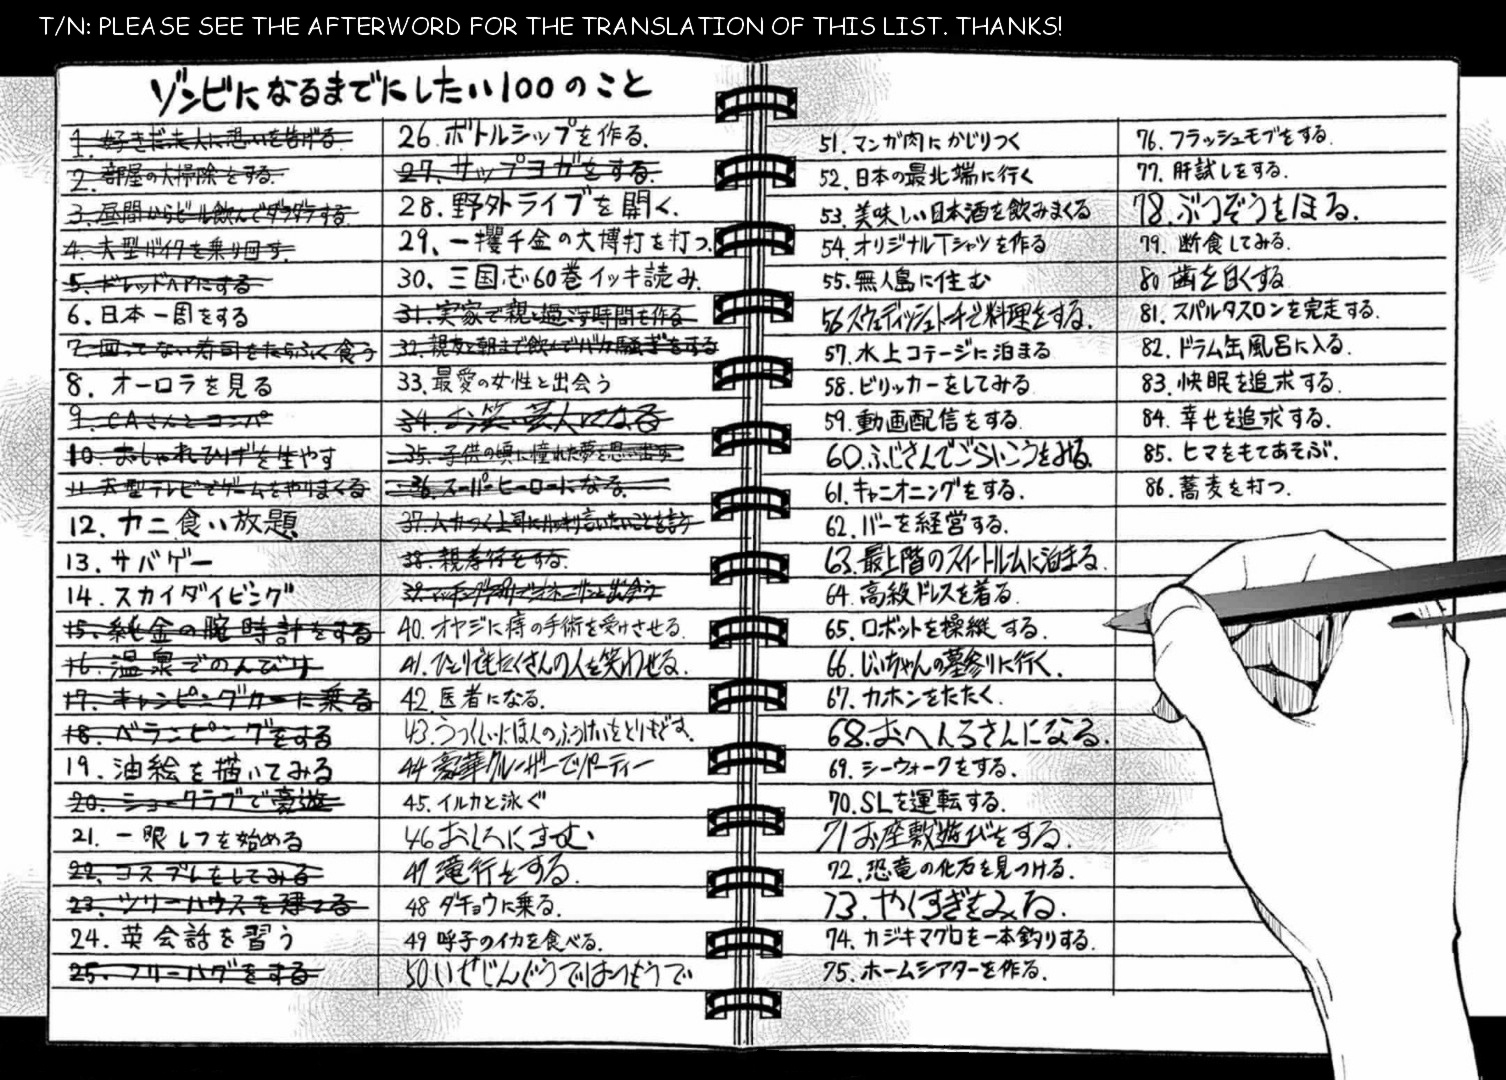 T/N: PLEASE SEE THE AFTERWORD FOR THE TRANSLATION OF THIS LIST. THANKS!
ゾンビになるまでにしたい100のこと
1. 好きだった人に思いを告げる
2. 部屋の大掃除をする.
3. 昼間からビール飲んでダラダラする
4. 大型バイクを乗り回す.
5. ドレッドヘアにする
6. 日本一周をする
7. 回ってない寿司をたらふく食う
8. オーロラを見る
9. CAさんとコンパ
10. おしゃれひげを生やす
11. 大型テレビでゲームをやりまくる
12. カニ食い放題
13. サバゲー
14. スカイダイビング
15. 純金の腕時計をする
16. 温泉でのんびり
17. キャンピングカーに乗る
18. ベランピングをする
19. 油絵を描いてみる
20. ショークラブで豪遊
21. 一眼レフを始める
22. コスプレをしてみる
23. ツリーハウスを建てる
24. 英会話を習う
25. フリーハグをする
26. ボトルシップを作る.
27. サップヨガをする.
28. 野外ライブを開く.
29. 一攫千金の大博打を打つ.
30. 三国志60巻イッキ読み.
31. 実家で親と過ごす時間を作る
32. 親友と朝まで飲んでバカ騒ぎをする
33. 最愛の女性と出会う
34. お笑い芸人になる
35. 子供の頃に憧れた夢を思い出す
36. スーパーヒーローになる.
37. ムカつく上司にハッキリ言いたいことを言う
38. 親孝行をする.
39. マッチングアプリで出会う
40. オヤジに痔の手術を受けさせる.
41. ひとりでもたくさんの人を笑わせる.
42. 医者になる.
43. うつくしいにほんのふうけいをとりもどす.
44 豪華クルーザーでパーティー
45. イルカと泳ぐ
46 おしろにすむ
47 滝行をする.
48 ダチョウに乗る.
49 呼子のイカを食べる.
50 いせじんぐうではつもうで
51. マンガ肉にかじりつく
52. 日本の最北端に行く
53. 美味しい日本酒を飲みまくる
54. オリジナルTシャツを作る
55. 無人島に住む
56 スウェディッシュトーチで料理をする.
57. 水上コテージに泊まる
58. ビリッカーをしてみる
59. 動画配信をする.
60. ふじさんでごらいこうをみる.
61. キャニオニングをする.
62. バーを経営する.
63. 最上階のスイートルームに泊まる.
64. 高級ドレスを着る.
65. ロボットを操縦する.
66. じいちゃんの墓参りに行く.
67. カホンをたたく.
68. おへんろさんになる.
69. シーウォークをする.
70. SLを運転する.
71 お座敷遊びをする.
72. 恐竜の化石を見つける.
73. やくすぎをみる.
74. カジキマグロを一本釣りする.
75. ホームシアターを作る.
76. フラッシュモブをする.
77. 肝試しをする.
78. ぶつぞうをほる.
79. 断食してみる.
80 歯を白くする
81. スパルタスロンを完走する.
82. ドラム缶風呂に入る.
83. 快眠を追求する.
84. 幸せを追求する.
85. ヒマをもてあそぶ.
86. 蕎麦を打つ.